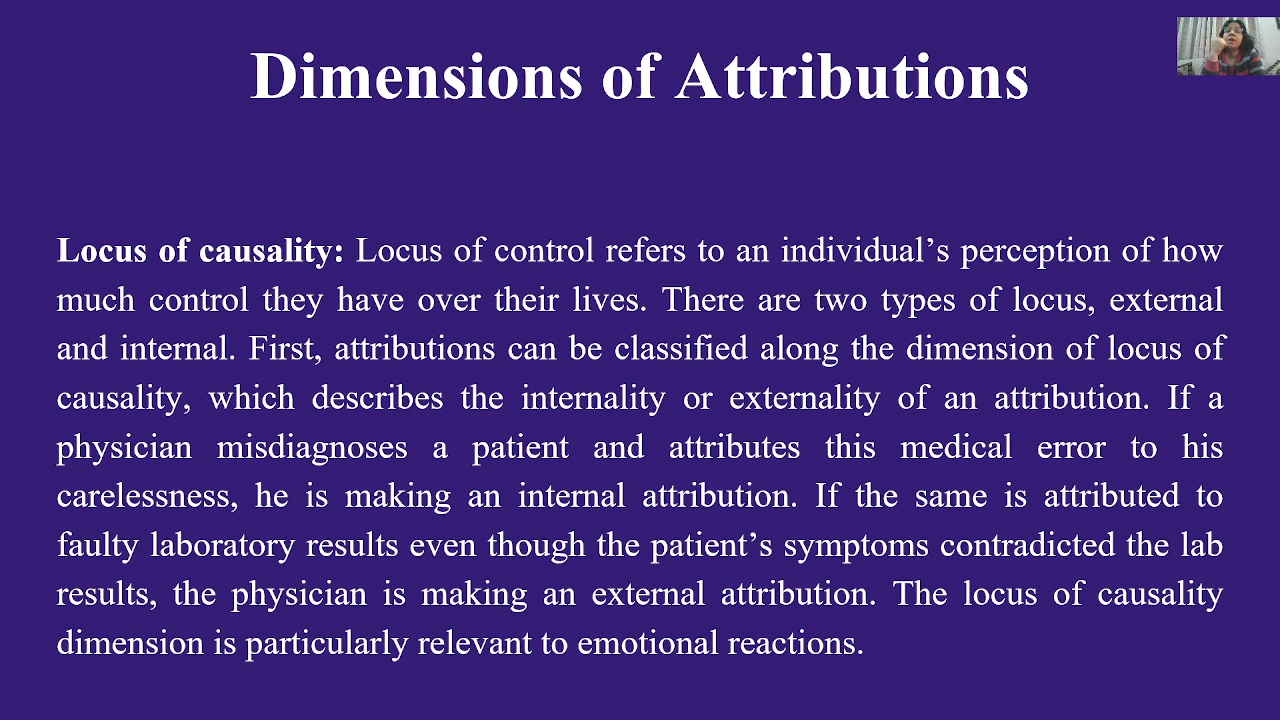 Dimensions of Attributions
Locus of causality: Locus of control refers to an individual’s perception of how
much control they have over their lives. There are two types of locus, external
and internal. First, attributions can be classified along the dimension of locus of
causality, which describes the internality or externality of an attribution. If a
physician misdiagnoses a patient and attributes this medical error to his
carelessness, he is making an internal attribution. If the same is attributed to
faulty laboratory results even though the patient’s symptoms contradicted the lab
results, the physician is making an external attribution. The locus of causality
dimension is particularly relevant to emotional reactions.